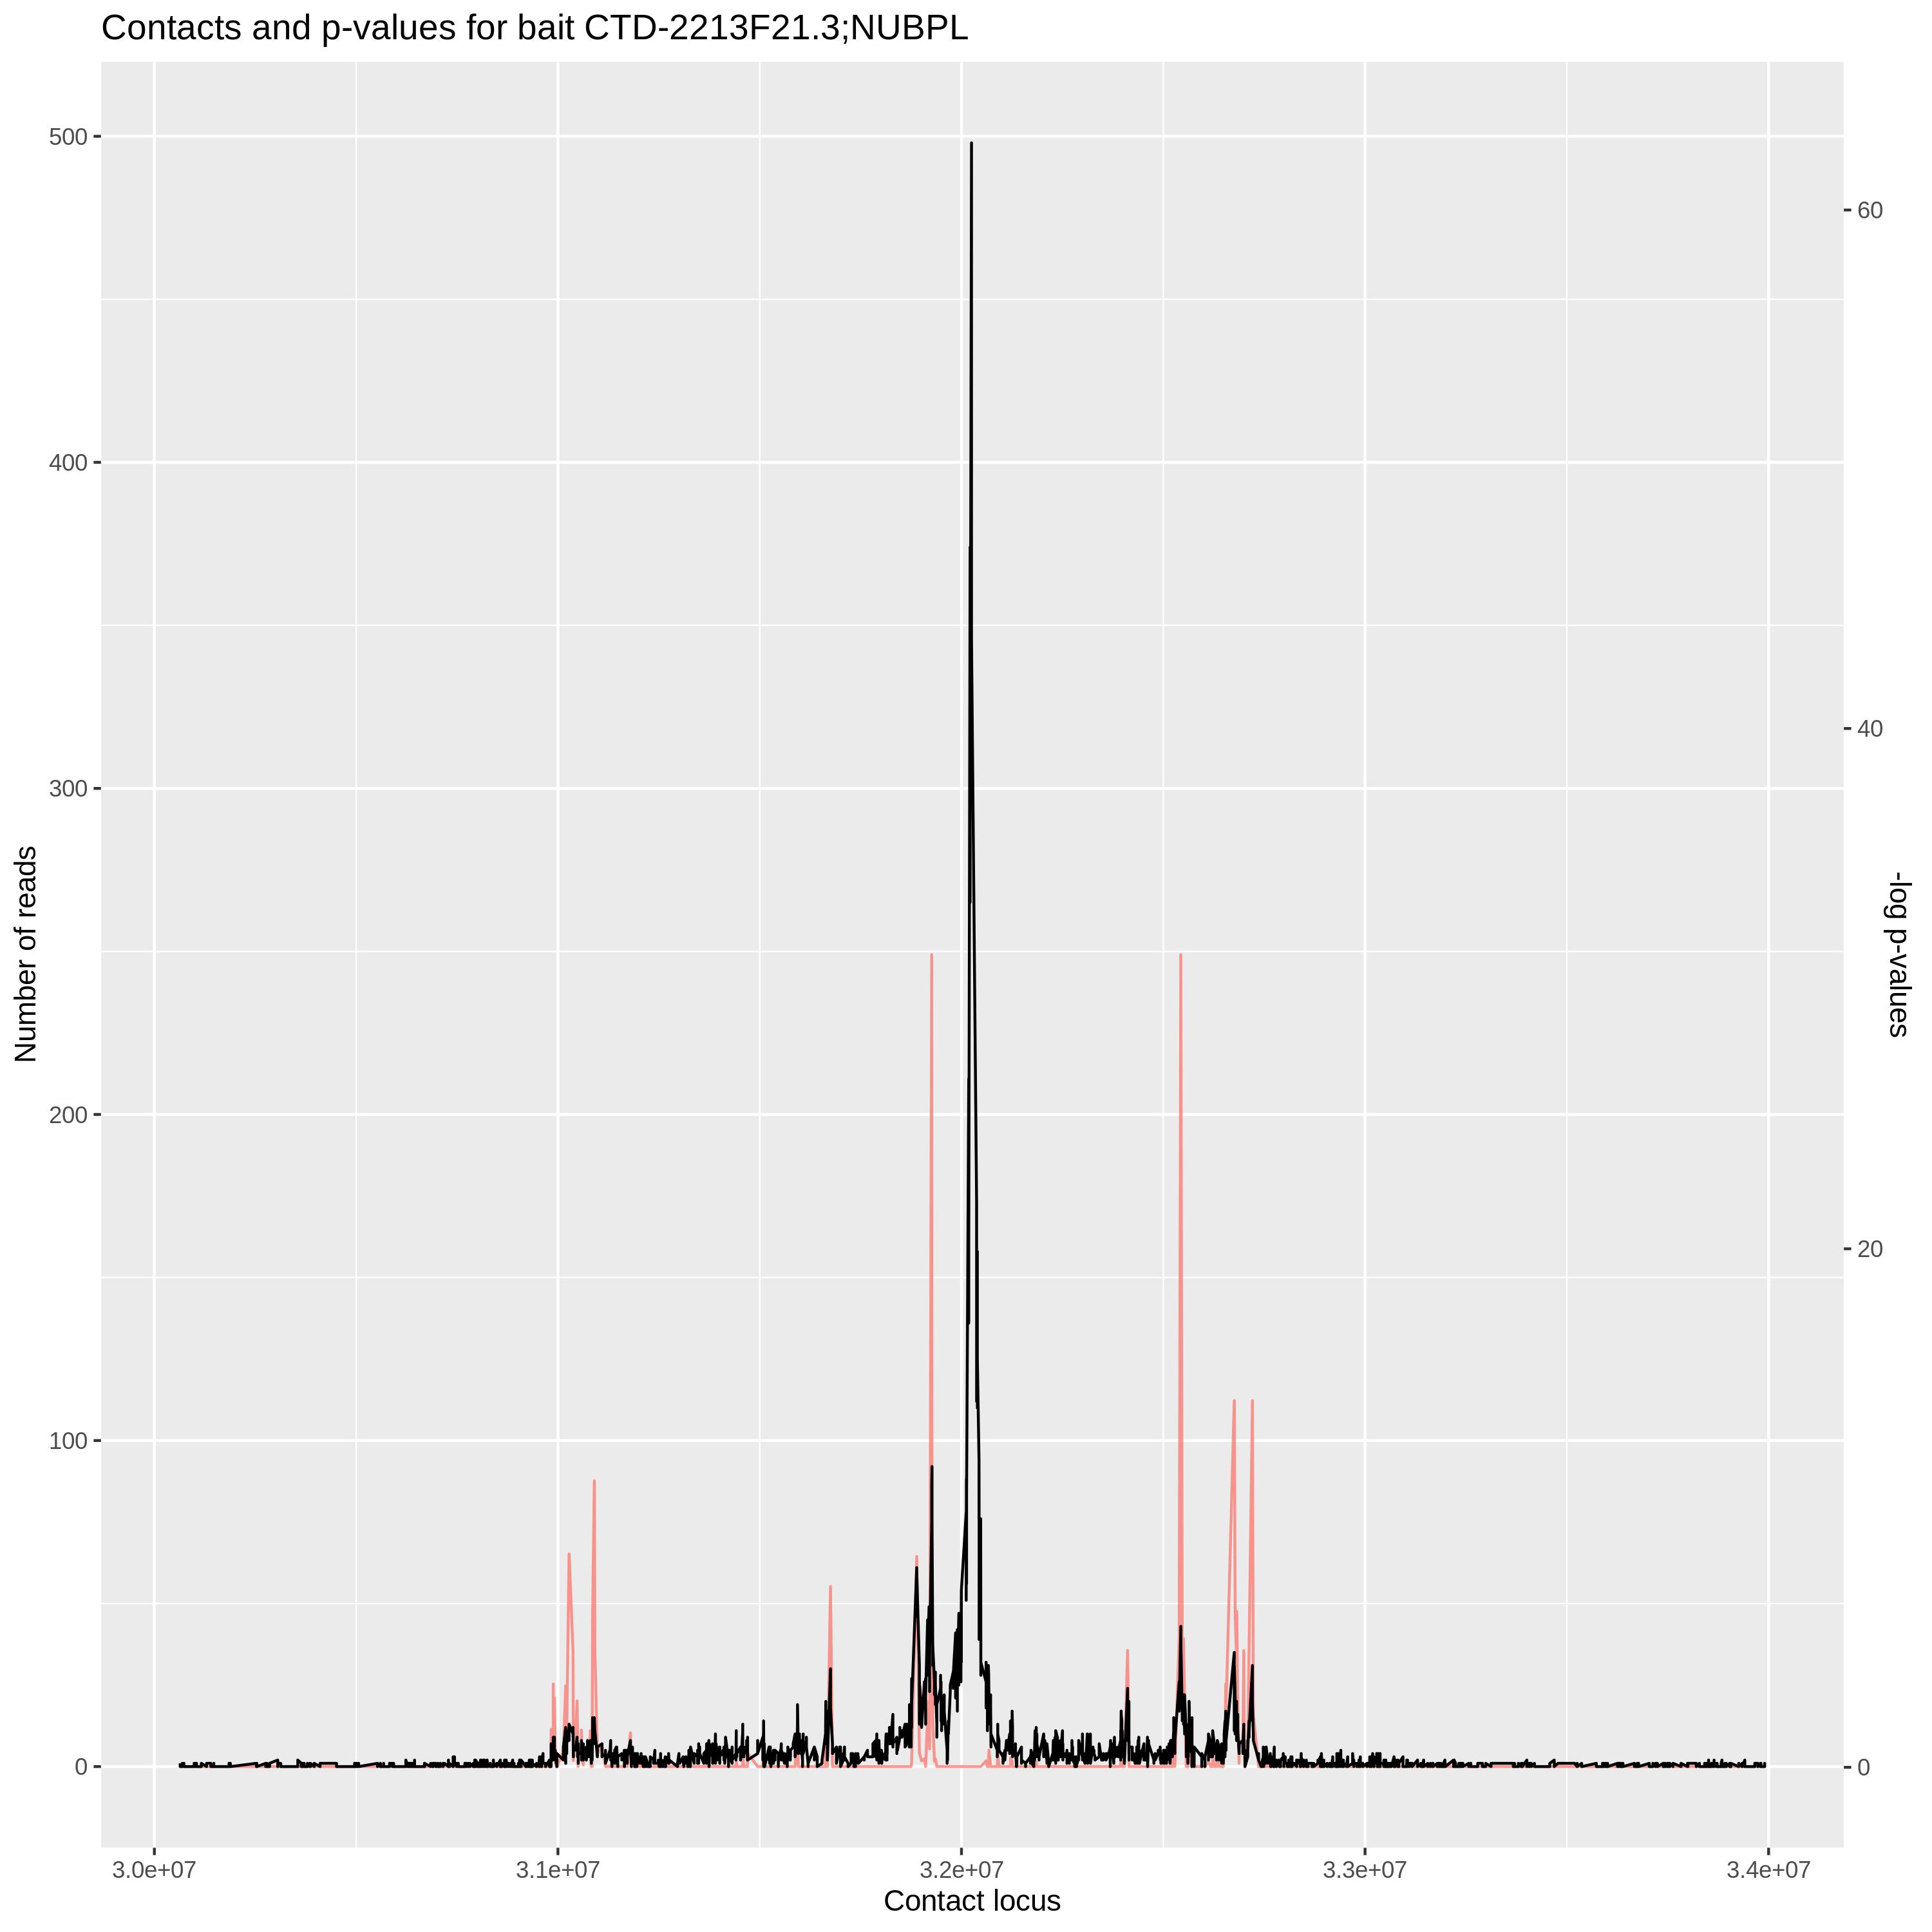 Contacts and p-values for bait CTD-2213F21.3;NUBPL
500
400
300
200
100
0
Number of reads
60
40
20
0
-log p-values
3.0e+07
3.1e+07
3.2e+07
3.3e+07
3.4e+07
Contact locus